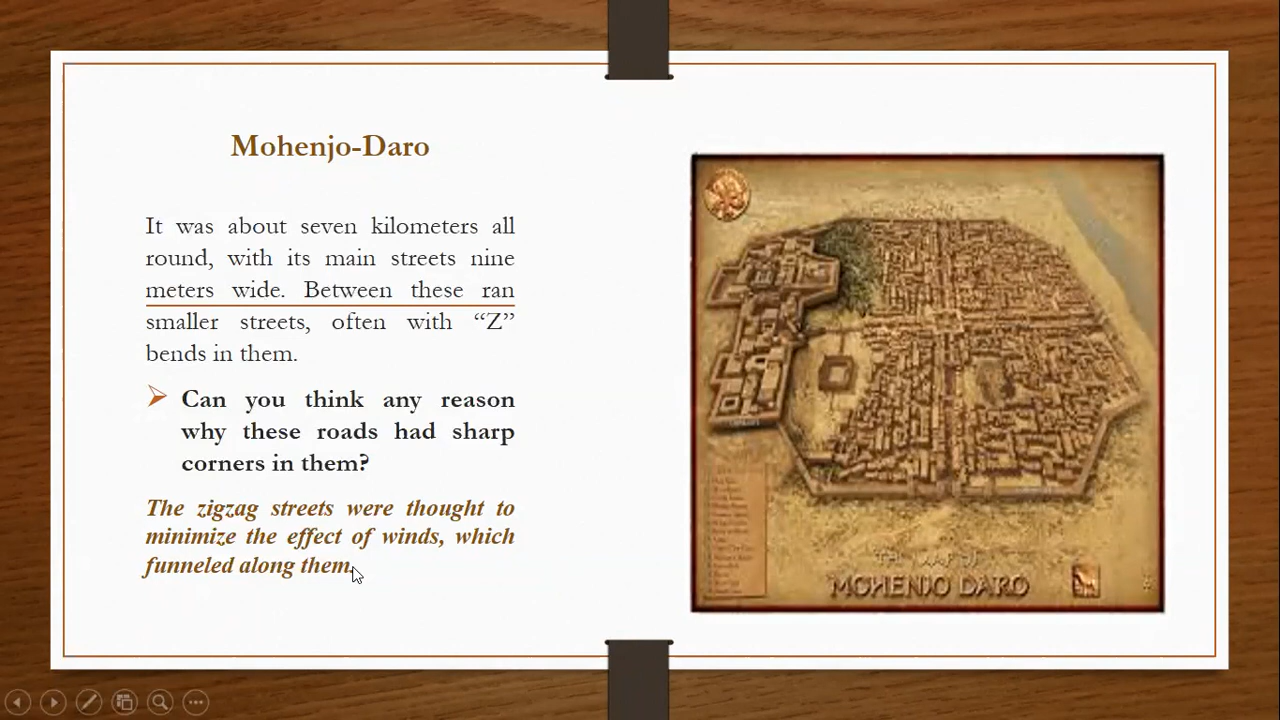 Mohenjo-Daro
It was about seven kilometers all
round, with its main streets nine
meters wide. Between these ran
smaller streets, often with “Z”
bends in them.
Can you think any reason
why these roads had sharp
corners in them?
The zigzag streets were thought to
minimize the effect of winds, which
funneled along them.
THE MAP OF
MOHENJO DARO